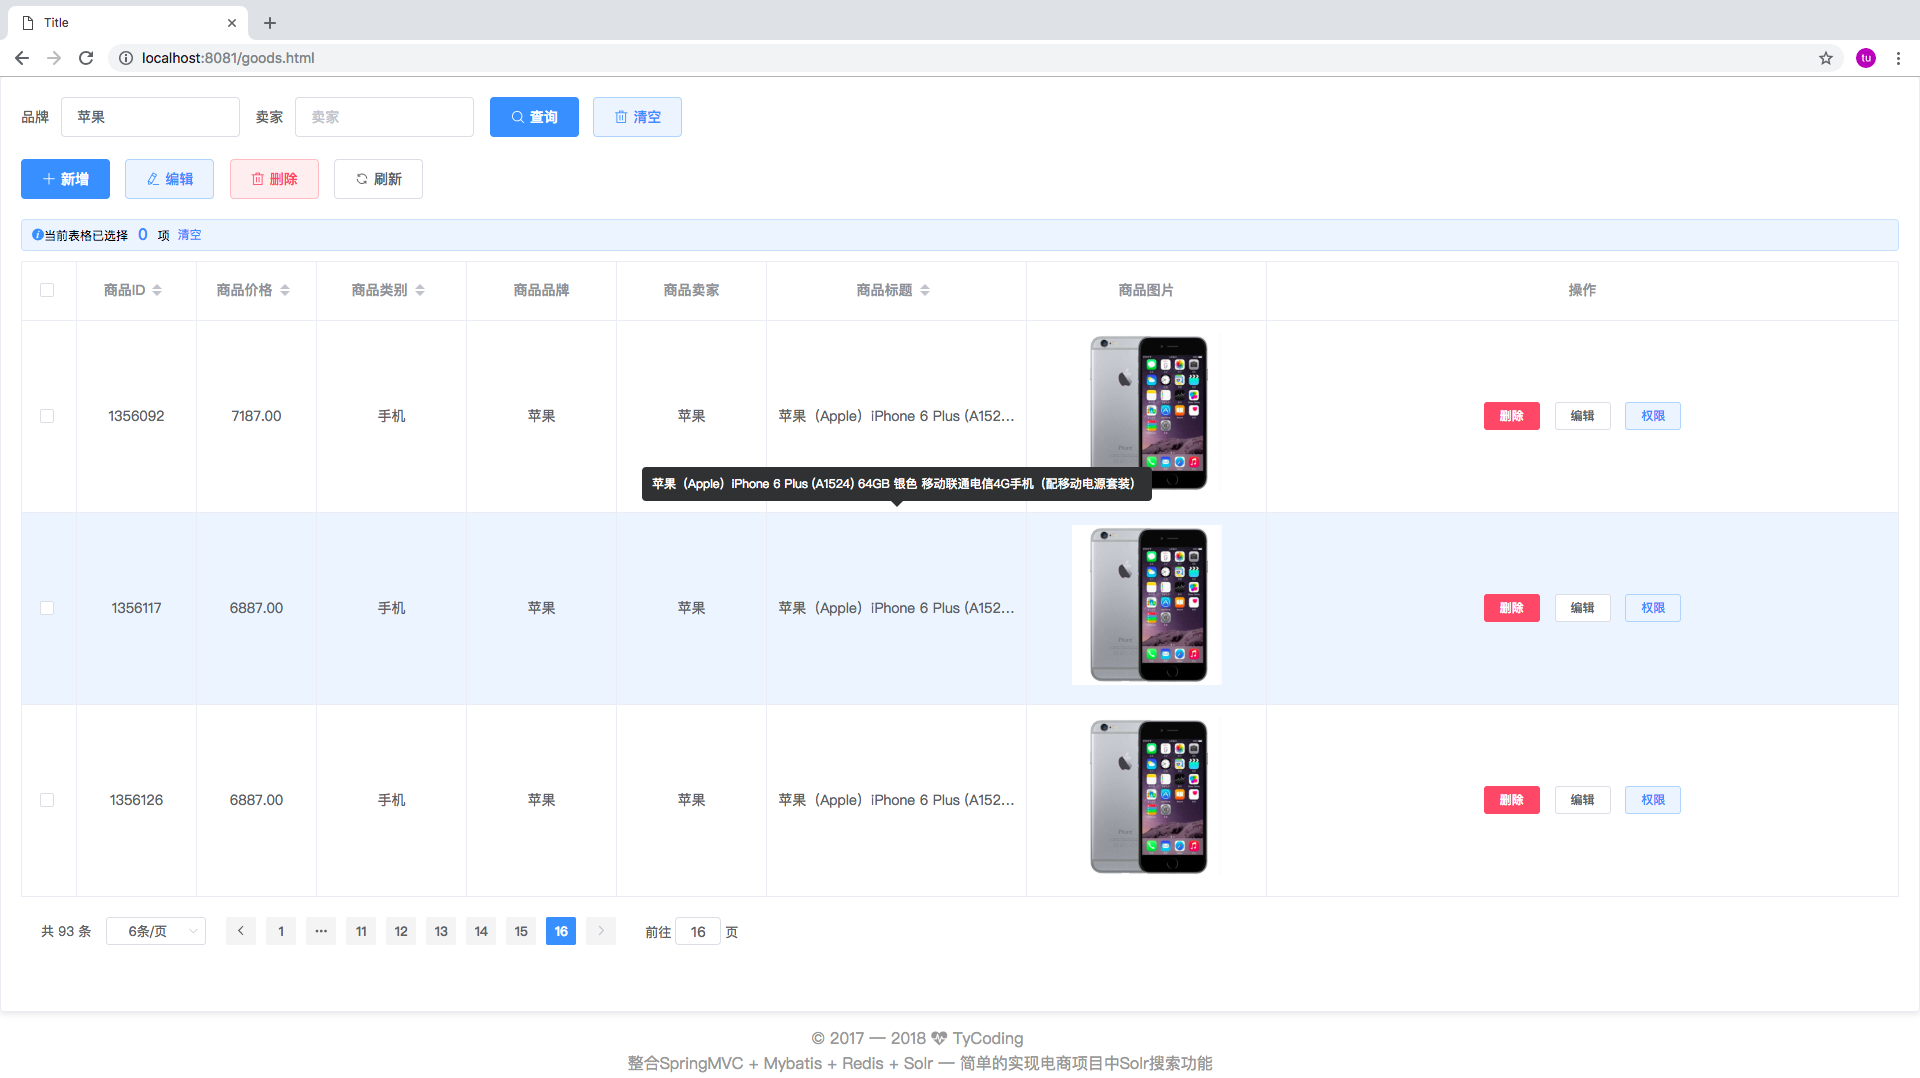 Title
localhost:8081/goods.html
tu
品牌 苹果 卖家 卖家 查询 清空
新增 编辑 删除 刷新
当前表格已选择 0 项 清空
商品ID 商品价格 商品类别 商品品牌 商品卖家 商品标题 商品图片 操作
1356092 7187.00 手机 苹果 苹果 苹果（Apple）iPhone 6 Plus (A152... 删除 编辑 权限
苹果（Apple）iPhone 6 Plus (A1524) 64GB 银色 移动联通电信4G手机（配移动电源套装）
1356117 6887.00 手机 苹果 苹果 苹果（Apple）iPhone 6 Plus (A152... 删除 编辑 权限
1356126 6887.00 手机 苹果 苹果 苹果（Apple）iPhone 6 Plus (A152... 删除 编辑 权限
共 93 条 6条/页 1 ··· 11 12 13 14 15 16 前往 16 页
© 2017 — 2018 TyCoding
整合SpringMVC + Mybatis + Redis + Solr — 简单的实现电商项目中Solr搜索功能